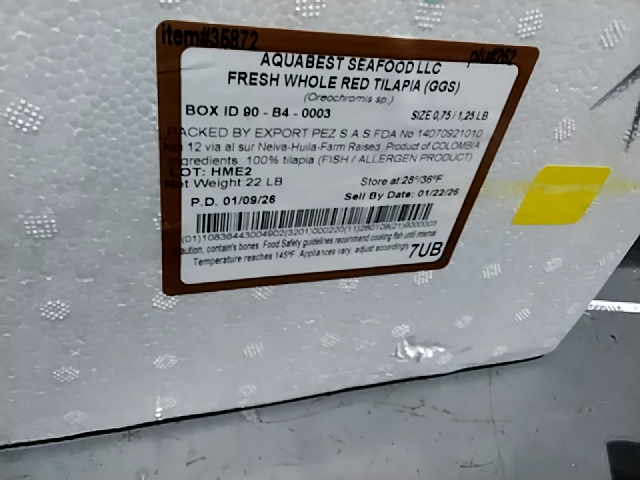 item#35872
plu#262
AQUABEST SEAFOOD LLC
FRESH WHOLE RED TILAPIA (GGS)
(Oreochromis sp.)
BOX ID 90 - B4 - 0003 SIZE 0,75 / 1,25 LB
PACKED BY EXPORT PEZ S A S FDA No 14070921010
Km 12 via al sur Neiva-Huila-Farm Raised. Product of COLOMBIA
Ingredients 100% tilapia (FISH / ALLERGEN PRODUCT)
LOT: HME2
Net Weight:22 LB Store at:28°/36°F
P.D. 01/09/26 Sell By Date: 01/22/26
caution, contain's bones. Food Safety guidelines recommend cooking fish until internal
Temperature reaches 145°F. Appliances vary, adjust accordingly
7UB